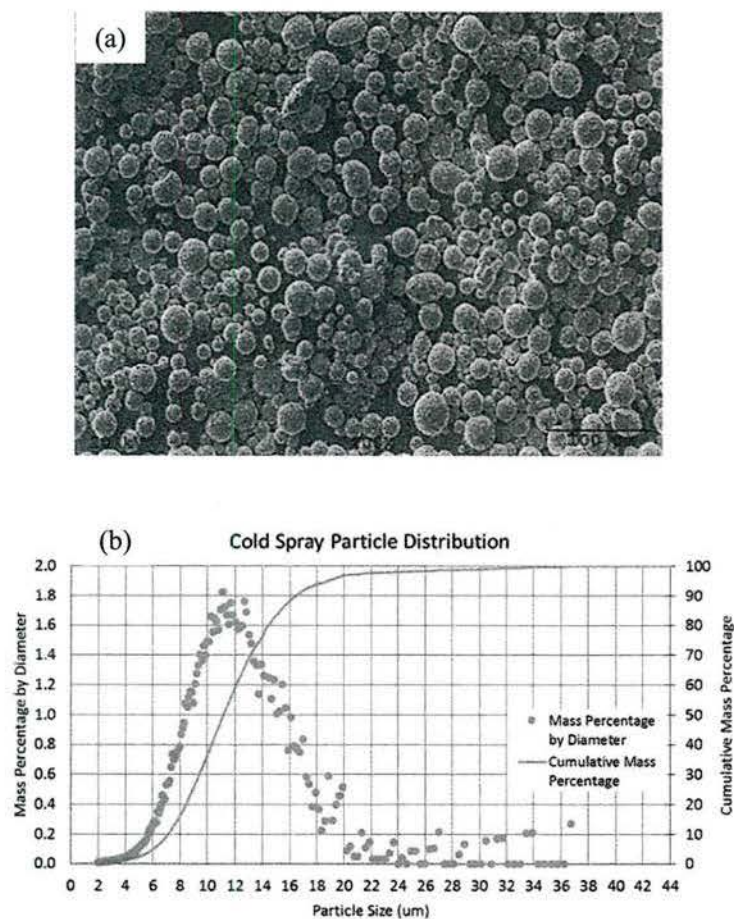 (a)
100
(b)
Cold Spray Particle Distribution
2.0
1.8
1.6
1.4
1.2
1.0
0.8
0.6
0.4
0.2
0.0
Mass Percentage by Diameter
100
90
80
70
60
50
40
30
20
10
0
Cumulative Mass Percentage
Mass Percentage
by Diameter
Cumulative Mass
Percentage
0 2 4 6 8 10 12 14 16 18 20 22 24 26 28 30 32 34 36 38 40 42 44
Particle Size (um)